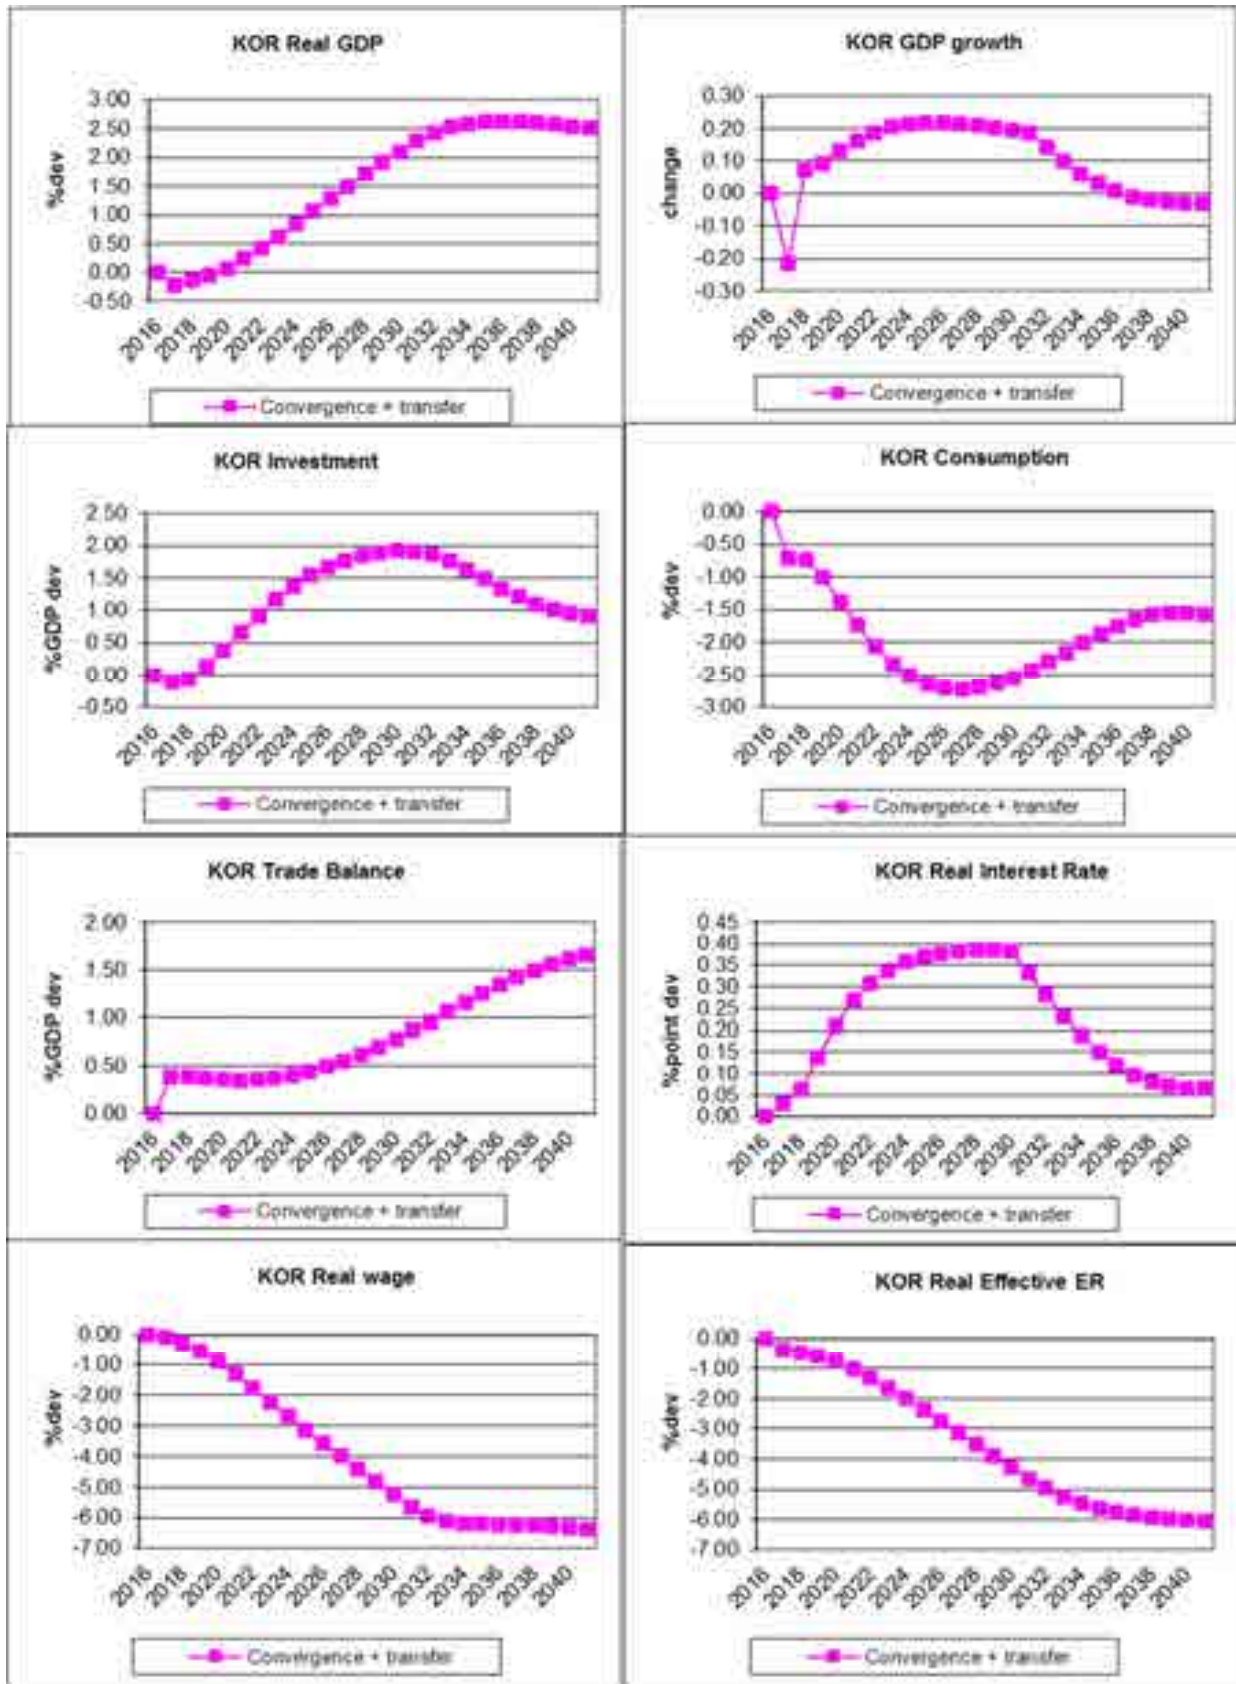 KOR Real GDP
%dev
3.00
2.50
2.00
1.50
1.00
0.50
0.00
-0.50
2016 2018 2020 2022 2024 2026 2028 2030 2032 2034 2036 2038 2040
Convergence + transfer
KOR GDP growth
change
0.30
0.20
0.10
0.00
-0.10
-0.20
-0.30
2016 2018 2020 2022 2024 2026 2028 2030 2032 2034 2036 2038 2040
Convergence + transfer
KOR Investment
%GDP dev
2.50
2.00
1.50
1.00
0.50
0.00
-0.50
2016 2018 2020 2022 2024 2026 2028 2030 2032 2034 2036 2038 2040
Convergence + transfer
KOR Consumption
%dev
0.00
-0.50
-1.00
-1.50
-2.00
-2.50
-3.00
2016 2018 2020 2022 2024 2026 2028 2030 2032 2034 2036 2038 2040
Convergence + transfer
KOR Trade Balance
%GDP dev
2.00
1.50
1.00
0.50
0.00
2016 2018 2020 2022 2024 2026 2028 2030 2032 2034 2036 2038 2040
Convergence + transfer
KOR Real Interest Rate
%point dev
0.45
0.40
0.35
0.30
0.25
0.20
0.15
0.10
0.05
0.00
2016 2018 2020 2022 2024 2026 2028 2030 2032 2034 2036 2038 2040
Convergence + transfer
KOR Real wage
%dev
0.00
-1.00
-2.00
-3.00
-4.00
-5.00
-6.00
-7.00
2016 2018 2020 2022 2024 2026 2028 2030 2032 2034 2036 2038 2040
Convergence + transfer
KOR Real Effective ER
%dev
0.00
-1.00
-2.00
-3.00
-4.00
-5.00
-6.00
-7.00
2016 2018 2020 2022 2024 2026 2028 2030 2032 2034 2036 2038 2040
Convergence + transfer